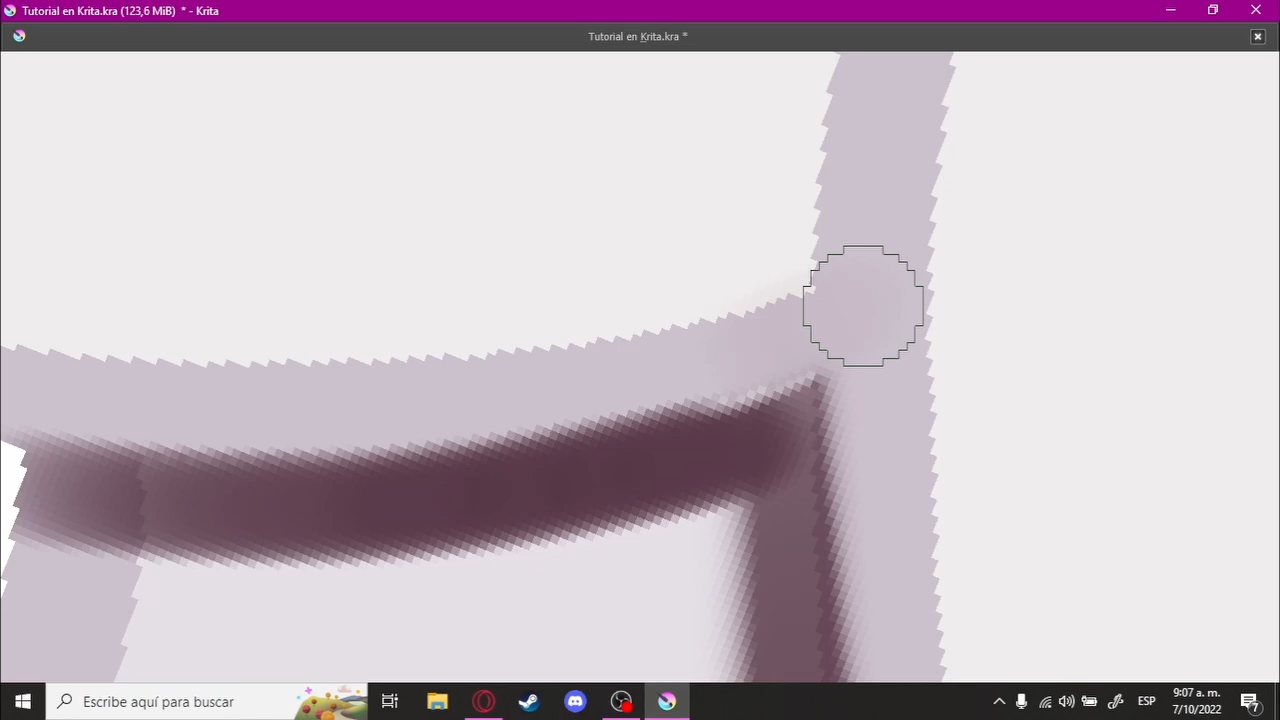 Tutorial en Krita.kra (123,6 MiB) * - Krita
Tutorial en Krita.kra *
Escribe aquí para buscar
ESP
9:07 a. m.
7/10/2022
7